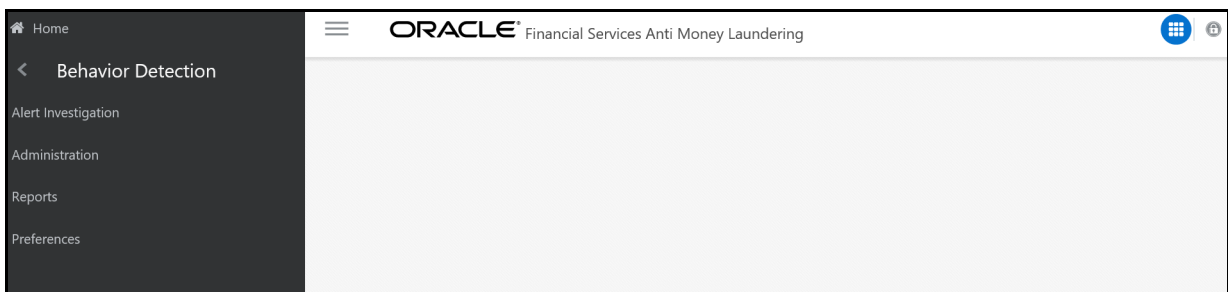 Home
Behavior Detection
Alert Investigation
Administration
Reports
Preferences
ORACLE® Financial Services Anti Money Laundering